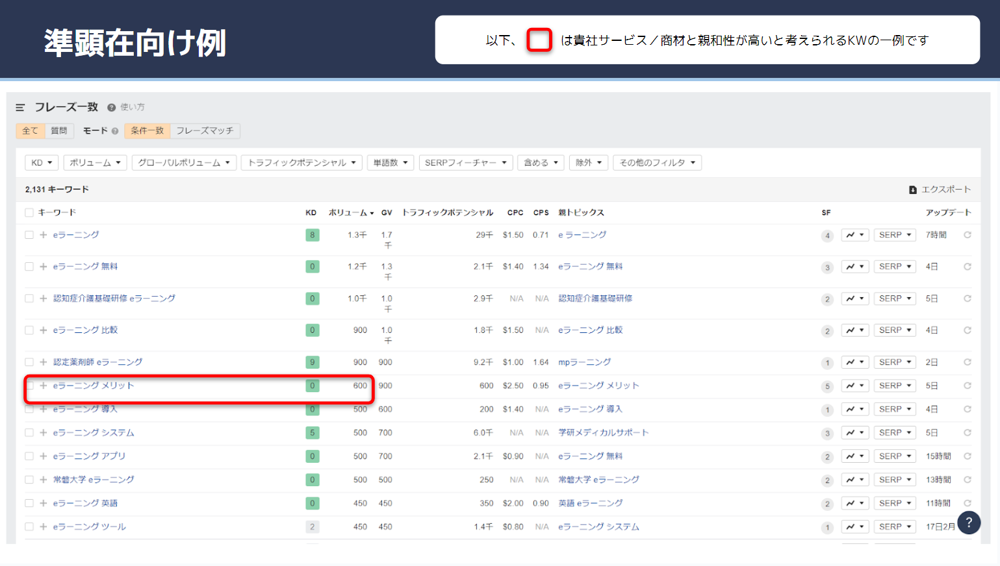 準顕在向け例
以下、 は貴社サービス／商材と親和性が高いと考えられるKWの一例です
フレーズ一致 ? 使い方
全て 質問 モード ? 条件一致 フレーズマッチ
KD ボリューム グローバルボリューム トラフィックポテンシャル 単語数 SERPフィーチャー 含める 除外 その他のフィルタ
2,131 キーワード エクスポート
キーワード KD ボリューム GV トラフィックポテンシャル CPC CPS 親トピックス SF アップデート
eラーニング 8 1.3千 1.7千 29千 $1.50 0.71 e ラーニング 4 SERP 7時間
eラーニング 無料 0 1.2千 1.3千 2.1千 $1.40 1.34 eラーニング 無料 3 SERP 4日
認知症介護基礎研修 eラーニング 0 1.0千 1.0千 2.9千 N/A N/A 認知症介護基礎研修 2 SERP 5日
eラーニング 比較 0 900 1.0千 1.8千 $1.50 N/A eラーニング 比較 2 SERP 4日
認定薬剤師 eラーニング 9 900 900 9.2千 $1.00 1.64 mpラーニング 1 SERP 2日
eラーニング メリット 0 600 900 600 $2.50 0.95 eラーニング メリット 5 SERP 5日
eラーニング 導入 0 500 600 200 $1.40 N/A eラーニング 導入 1 SERP 4日
eラーニング システム 5 500 700 6.0千 N/A N/A 学研メディカルサポート 3 SERP 5日
eラーニング アプリ 0 500 700 2.1千 $0.90 N/A eラーニング 無料 2 SERP 15時間
常磐大学 eラーニング 0 500 500 250 N/A N/A 常磐大学 eラーニング 2 SERP 13時間
eラーニング 英語 0 450 450 350 $2.00 0.90 英語 eラーニング 2 SERP 11時間
eラーニング ツール 2 450 450 1.4千 $0.80 N/A eラーニング システム 1 SERP 17日2月
?